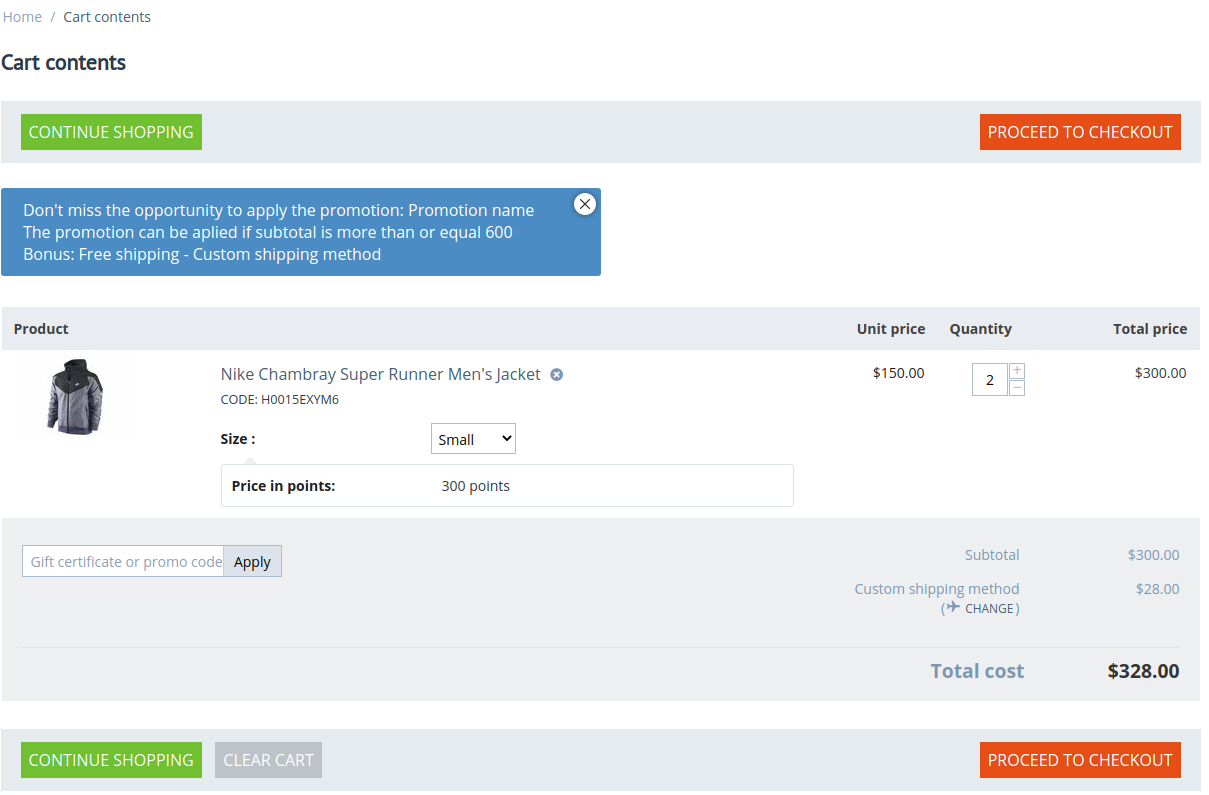 Home / Cart contents
Cart contents
CONTINUE SHOPPING PROCEED TO CHECKOUT
Don't miss the opportunity to apply the promotion: Promotion name
The promotion can be aplied if subtotal is more than or equal 600
Bonus: Free shipping - Custom shipping method
Product Unit price Quantity Total price
Nike Chambray Super Runner Men's Jacket $150.00 2 + − $300.00
CODE: H0015EXYM6
Size : Small
Price in points: 300 points
Gift certificate or promo code Apply Subtotal $300.00
Custom shipping method $28.00
( CHANGE)
Total cost $328.00
CONTINUE SHOPPING CLEAR CART PROCEED TO CHECKOUT